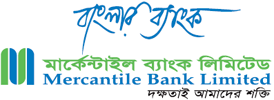 বাংলার ব্যাংক
মার্কেন্টাইল ব্যাংক লিমিটেড
Mercantile Bank Limited
দক্ষতাই আমাদের শক্তি